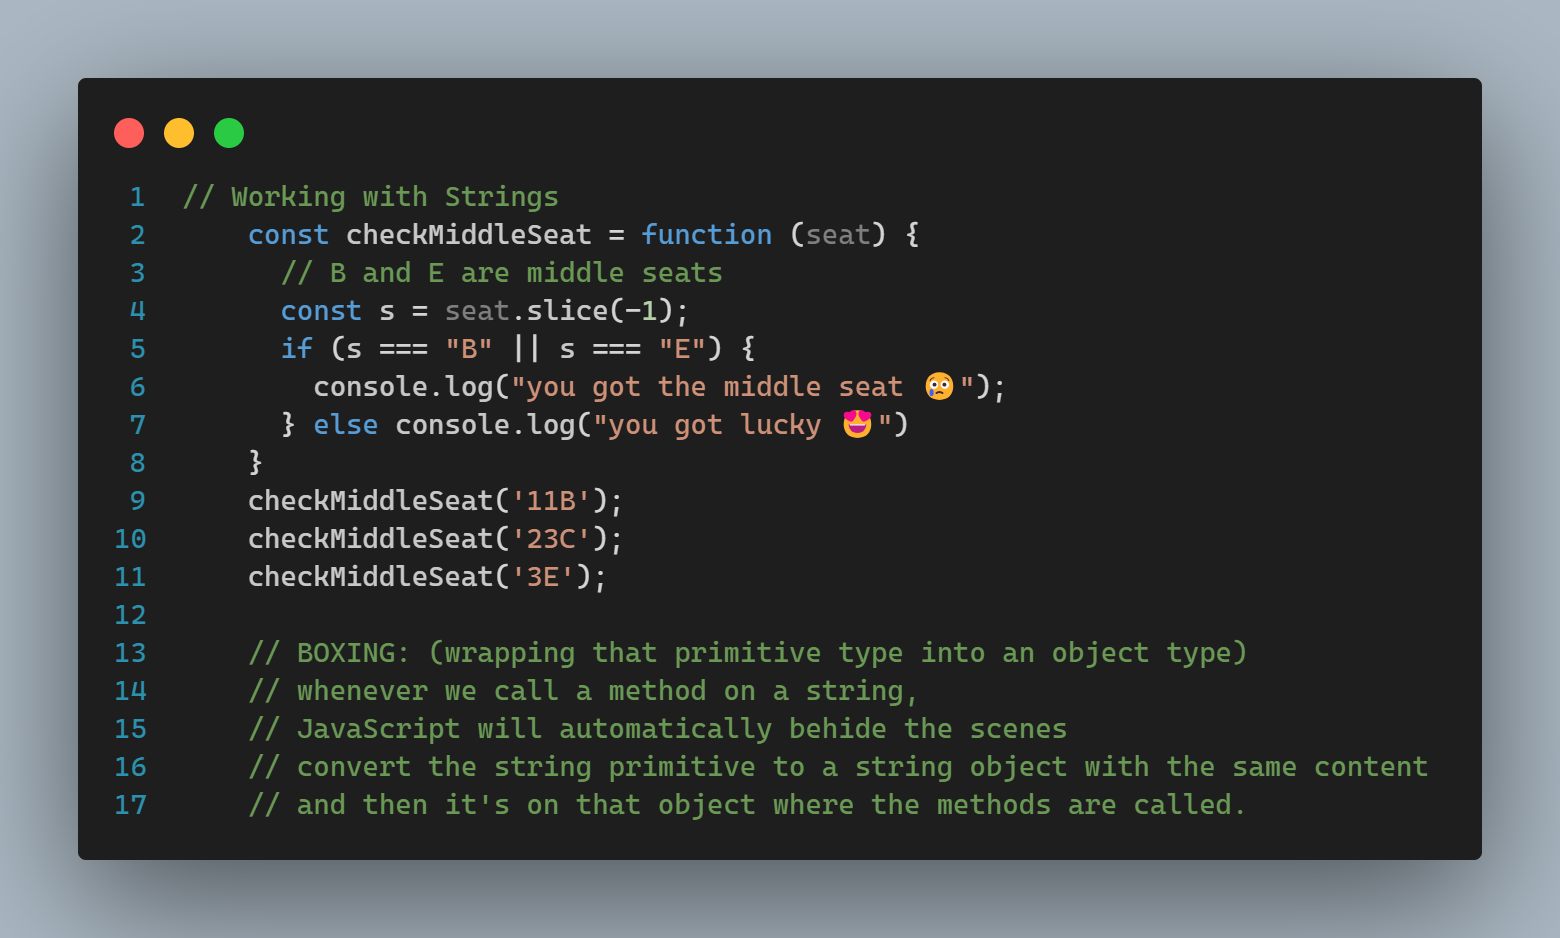 1 // Working with Strings
2 const checkMiddleSeat = function (seat) {
3 // B and E are middle seats
4 const s = seat.slice(-1);
5 if (s === "B" || s === "E") {
6 console.log("you got the middle seat 😢");
7 } else console.log("you got lucky 😍")
8 }
9 checkMiddleSeat('11B');
10 checkMiddleSeat('23C');
11 checkMiddleSeat('3E');
12
13 // BOXING: (wrapping that primitive type into an object type)
14 // whenever we call a method on a string,
15 // JavaScript will automatically behide the scenes
16 // convert the string primitive to a string object with the same content
17 // and then it's on that object where the methods are called.